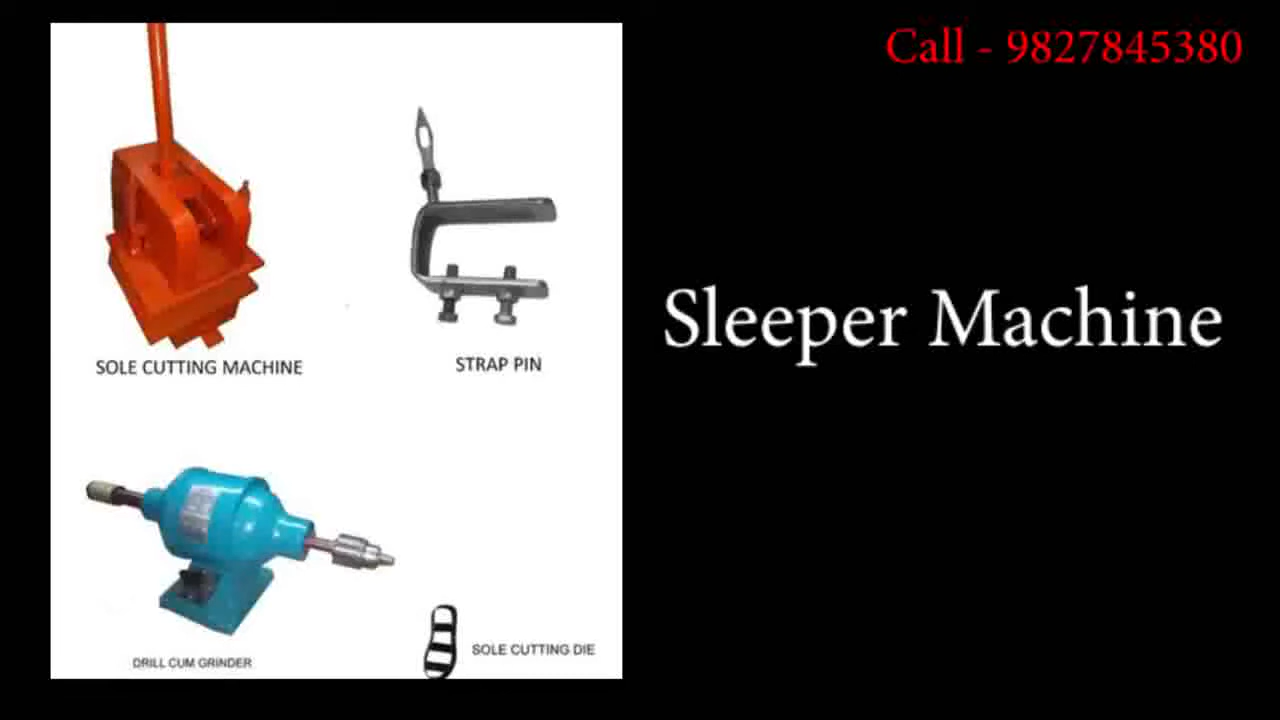 Call - 9827845380
SOLE CUTTING MACHINE
STRAP PIN
Sleeper Machine
DRILL CUM GRINDER
SOLE CUTTING DIE